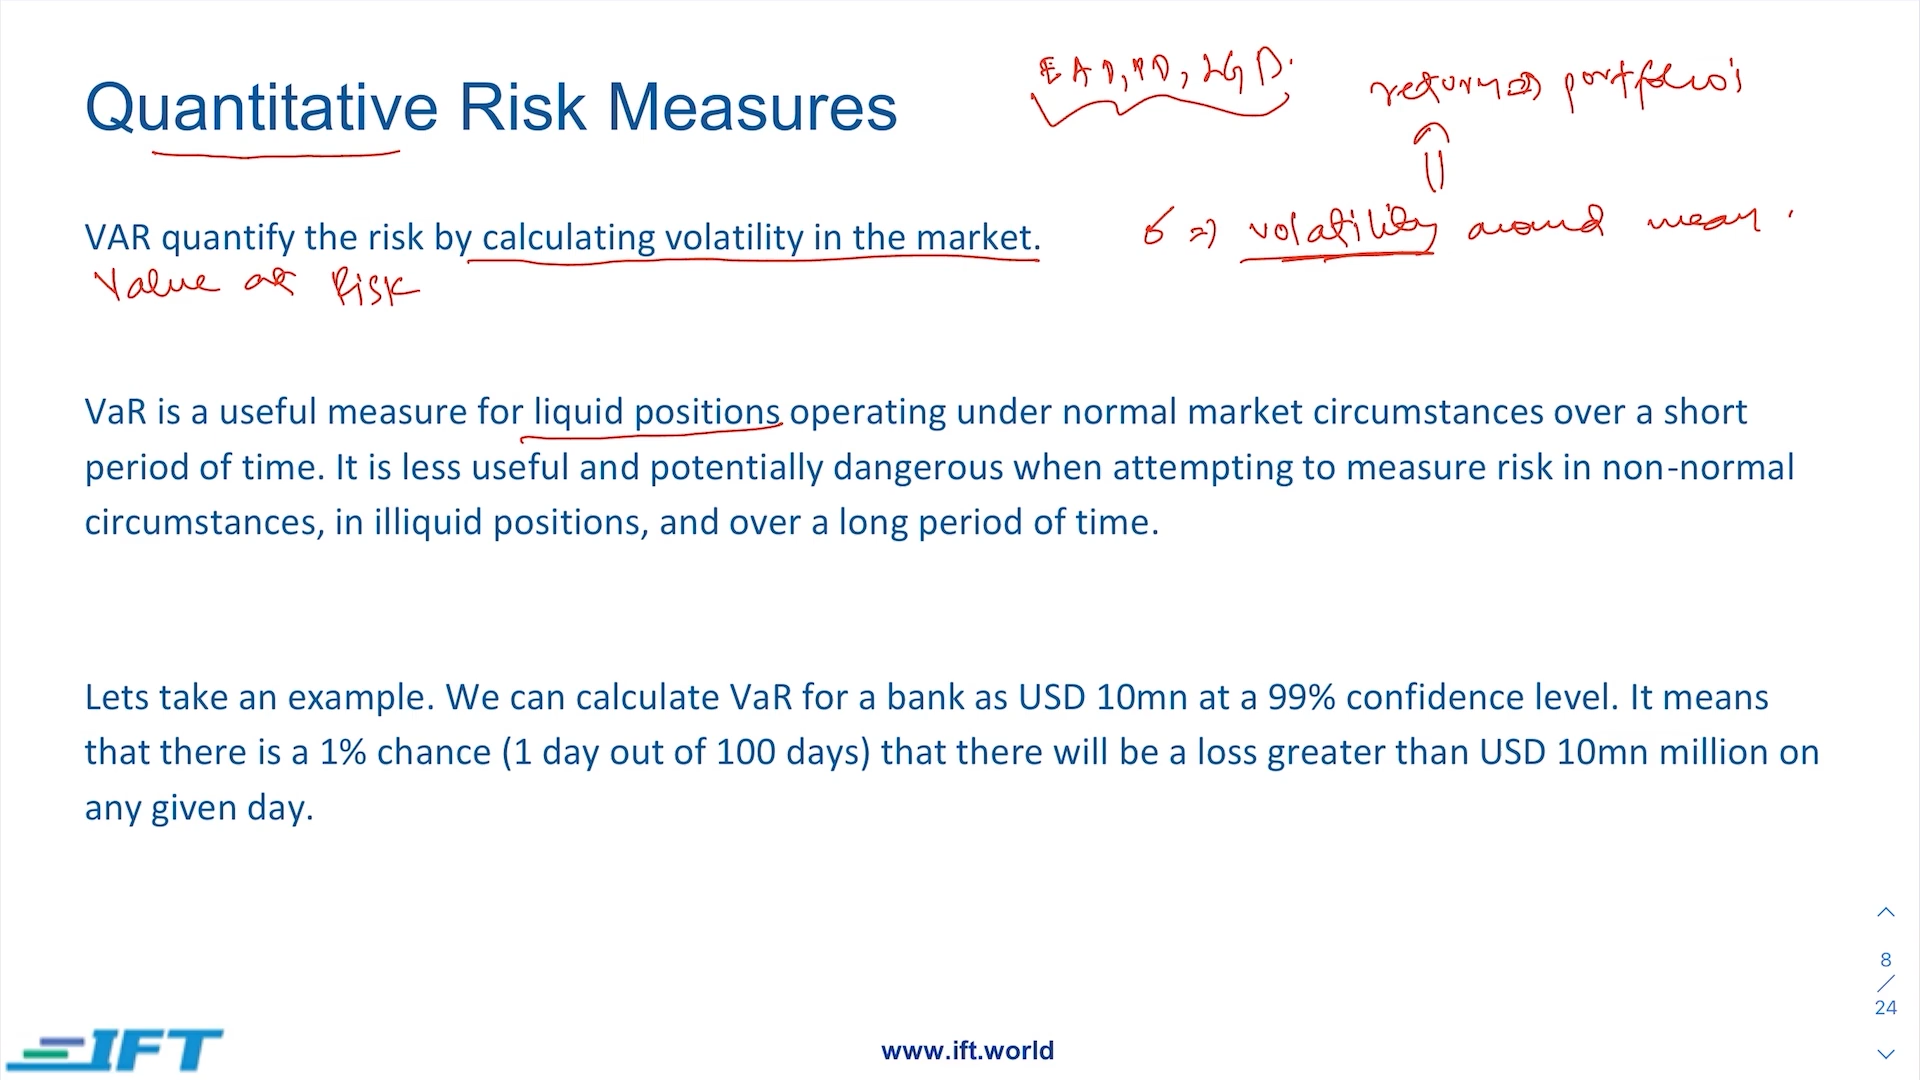 EAD, PD, LGD.
return ⇒ portfolio's
Quantitative Risk Measures
⇑
σ ⇒ volatility around mean.
VAR quantify the risk by calculating volatility in the market.
Value at Risk
VaR is a useful measure for liquid positions operating under normal market circumstances over a short
period of time. It is less useful and potentially dangerous when attempting to measure risk in non-normal
circumstances, in illiquid positions, and over a long period of time.
Lets take an example. We can calculate VaR for a bank as USD 10mn at a 99% confidence level. It means
that there is a 1% chance (1 day out of 100 days) that there will be a loss greater than USD 10mn million on
any given day.
8
/
24
IFT
www.ift.world